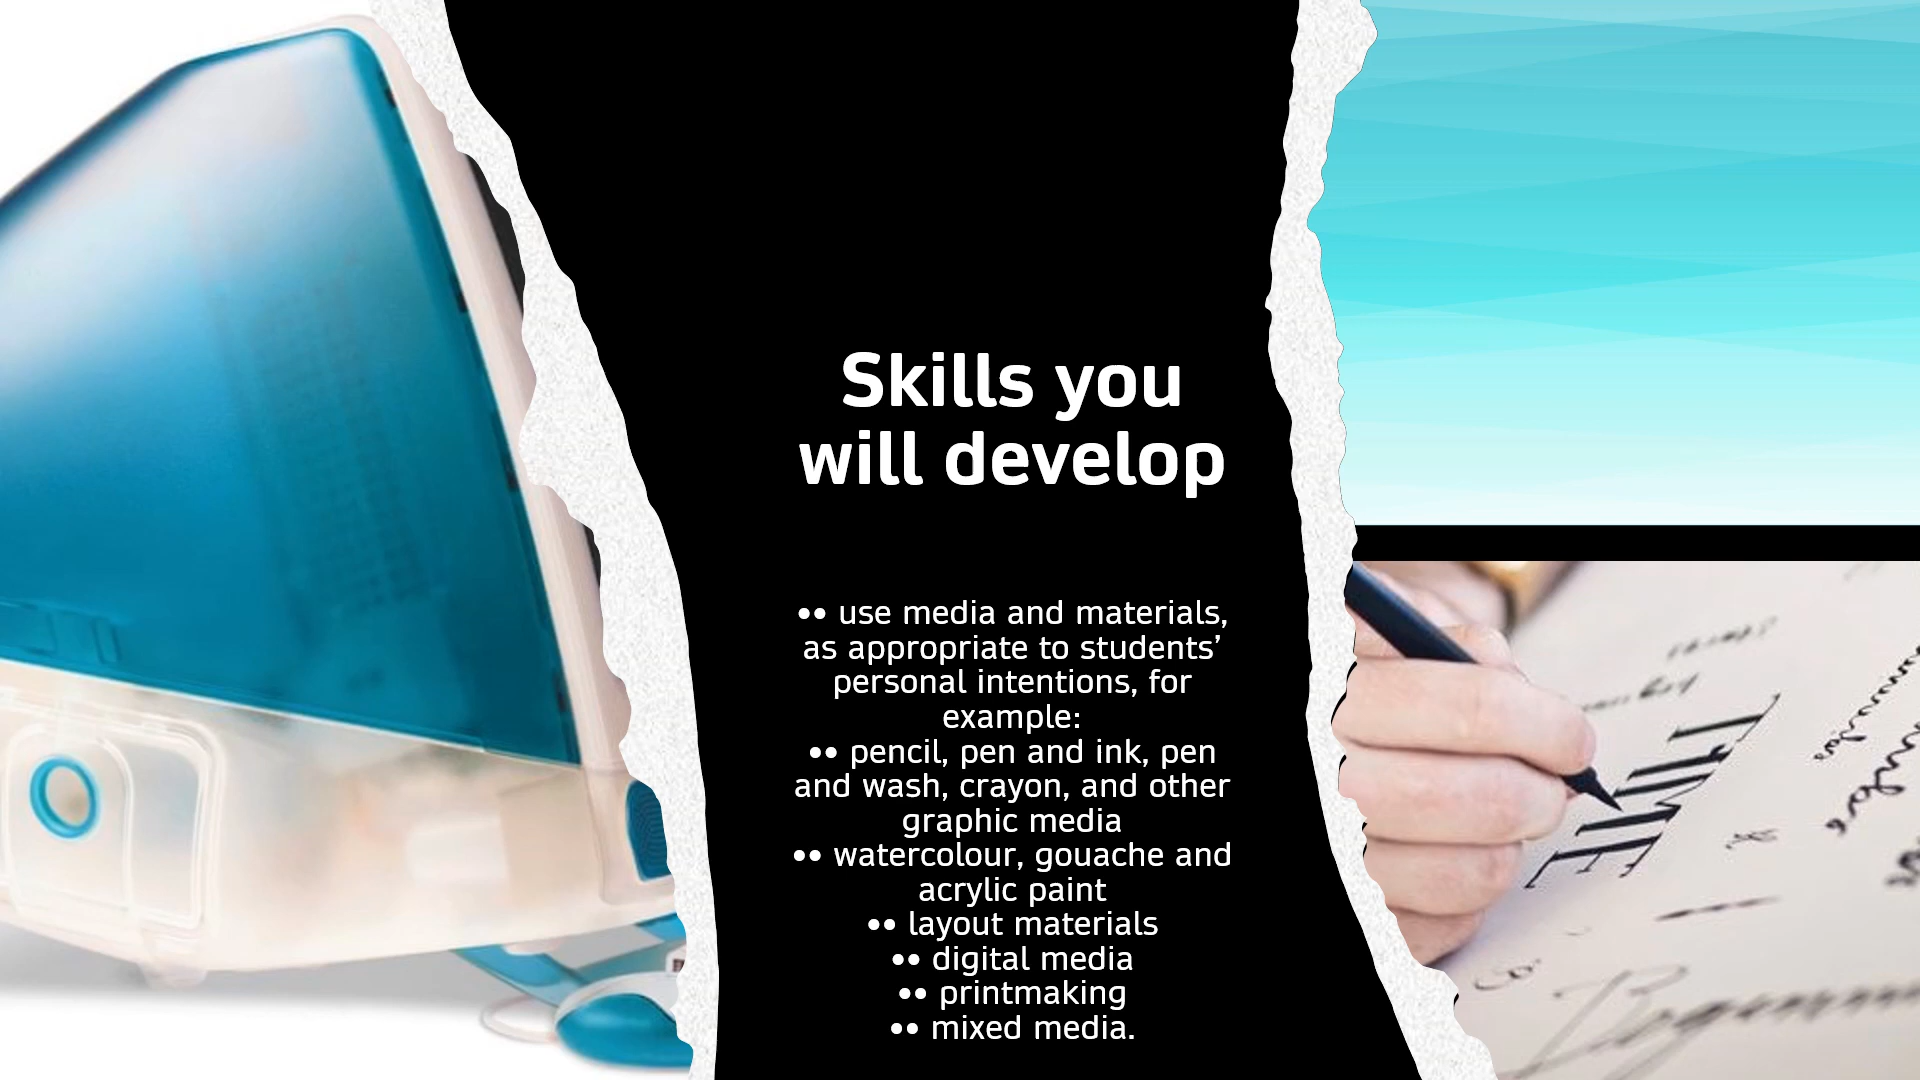 Skills you
will develop
•• use media and materials,
as appropriate to students’
personal intentions, for
example:
•• pencil, pen and ink, pen
and wash, crayon, and other
graphic media
•• watercolour, gouache and
acrylic paint
•• layout materials
•• digital media
•• printmaking
•• mixed media.
TIME